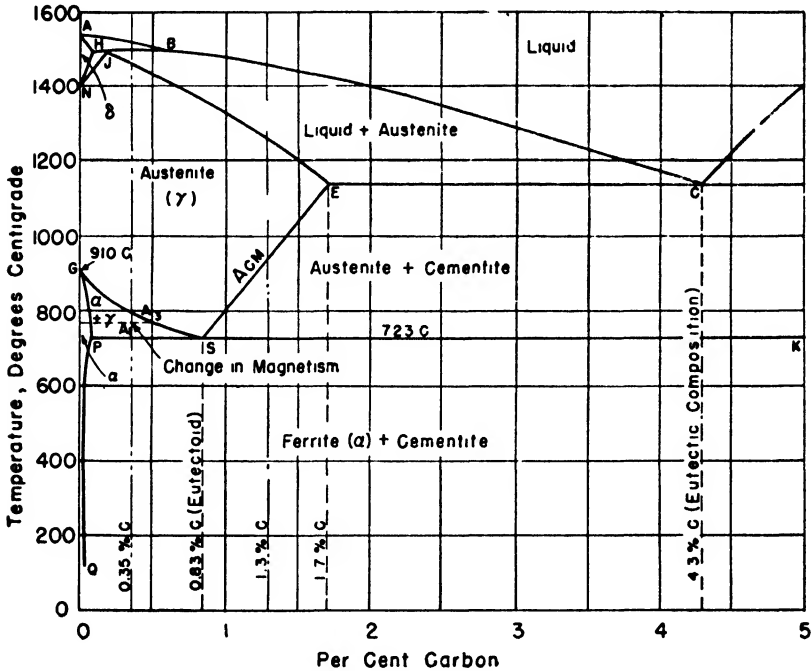 A
H
B
J
N
δ
Liquid
Liquid + Austenite
Austenite
(γ)
E
C
ACM
Austenite + Cementite
G
910 C
α
± γ
A3
P
S
723 C
K
Change in Magnetism
α
Ferrite (α) + Cementite
Q
0.35 % C
0.83 % C (Eutectoid)
1.3 % C
1.7 % C
4.3 % C (Eutectic Composition)
1600
1400
1200
1000
800
600
400
200
0
Temperature, Degrees Centigrade
0
1
2
3
4
5
Per Cent Carbon